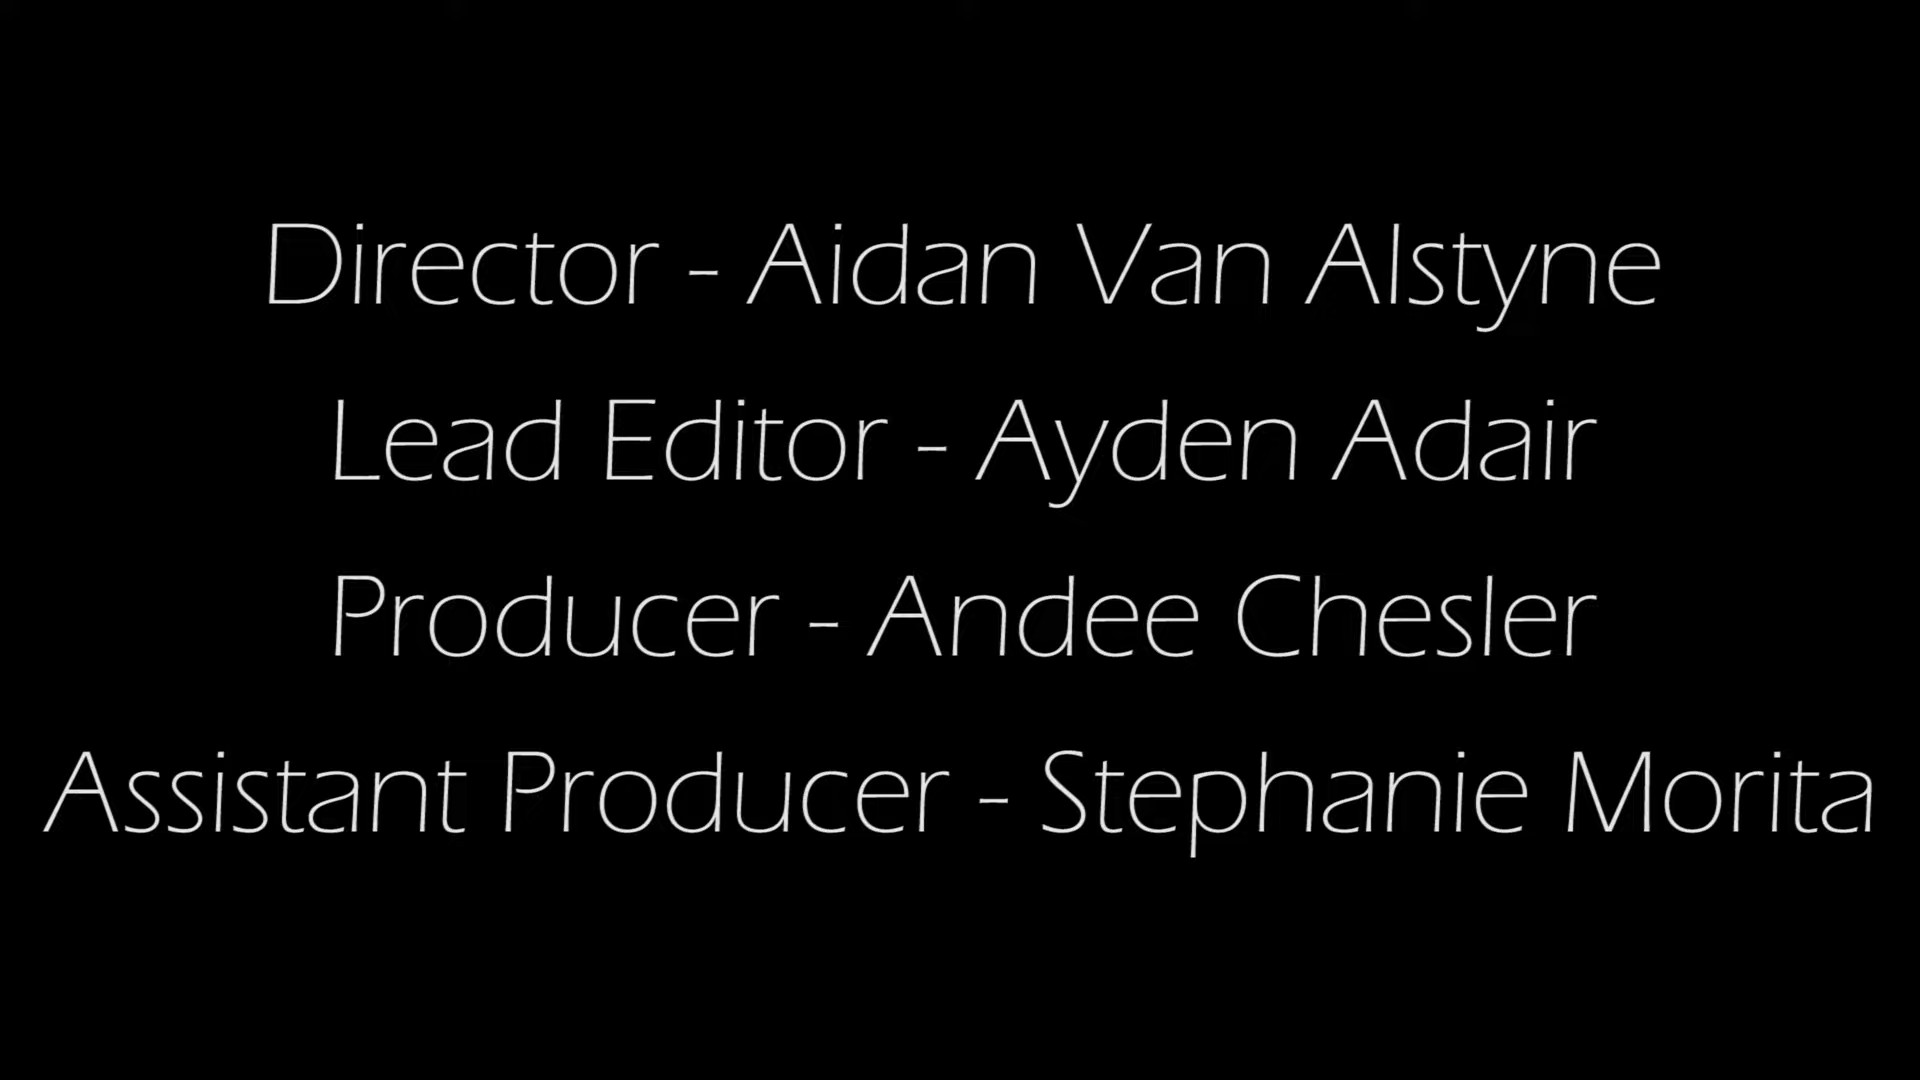 Director - Aidan Van Alstyne
Lead Editor - Ayden Adair
Producer - Andee Chesler
Assistant Producer - Stephanie Morita